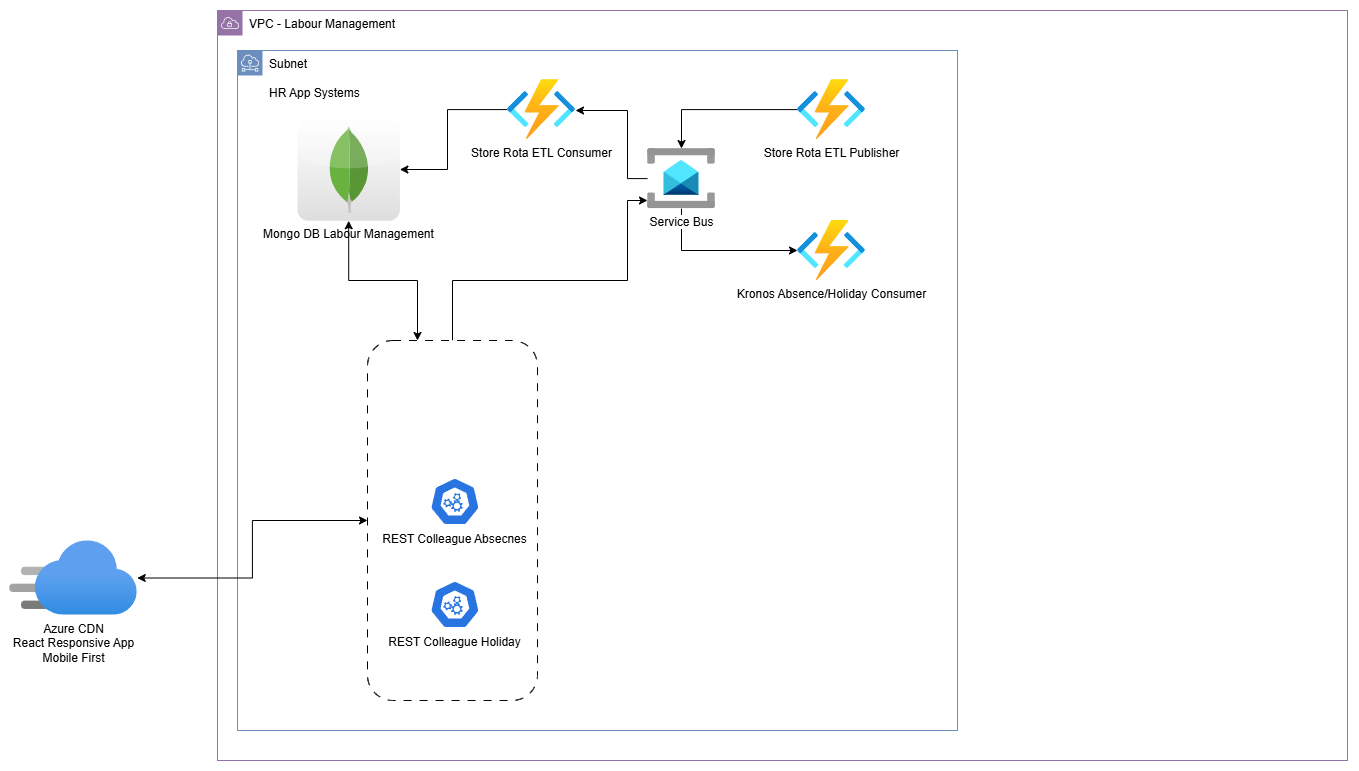 VPC - Labour Management
Subnet
HR App Systems
Store Rota ETL Consumer
Store Rota ETL Publisher
Service Bus
Mongo DB Labour Management
Kronos Absence/Holiday Consumer
REST Colleague Absecnes
REST Colleague Holiday
Azure CDN
React Responsive App
Mobile First